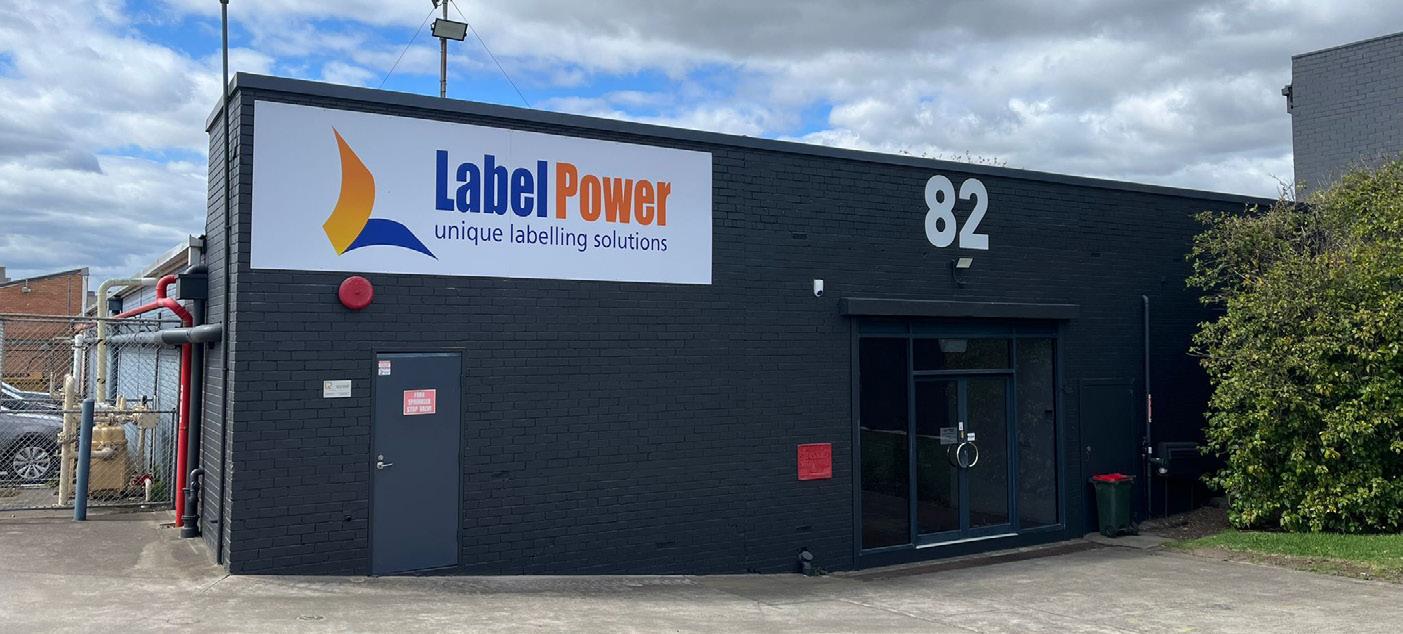 Label Power
unique labelling solutions
82
FIRE
SPRINKLER
STOP VALVE